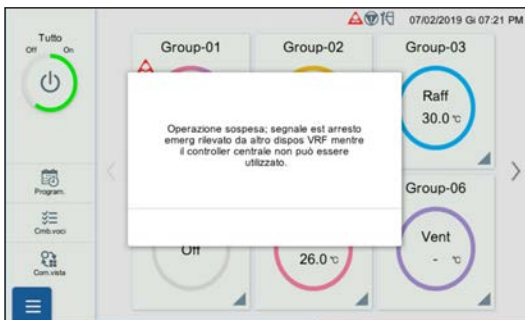 07/02/2019 Gi 07:21 PM
Tutto
Off On
Group-01
Group-02
Group-03
Raff
30.0 °C
Operazione sospesa; segnale est arresto
emerg rilevato da altro dispos VRF mentre
il controller centrale non può essere
utilizzato.
Program.
Cmb.voci
Com.vista
Group-06
Off
26.0 °C
Vent
- °C